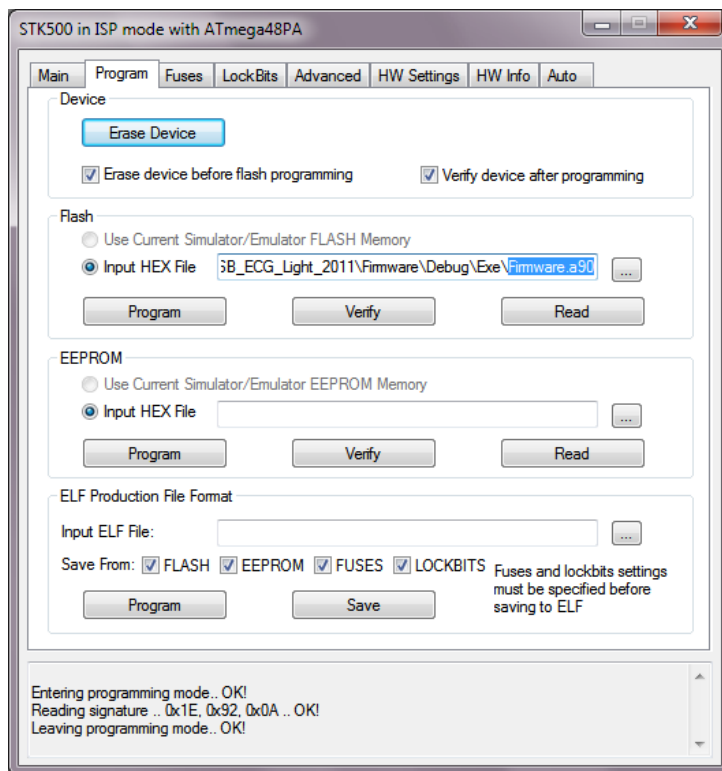 STK500 in ISP mode with ATmega48PA
Main Program Fuses LockBits Advanced HW Settings HW Info Auto
Device
Erase Device
Erase device before flash programming Verify device after programming
Flash
Use Current Simulator/Emulator FLASH Memory
Input HEX File SB_ECG_Light_2011\Firmware\Debug\Exe\Firmware.a90 ...
Program Verify Read
EEPROM
Use Current Simulator/Emulator EEPROM Memory
Input HEX File ...
Program Verify Read
ELF Production File Format
Input ELF File: ...
Save From: FLASH EEPROM FUSES LOCKBITS
Fuses and lockbits settings
must be specified before
saving to ELF
Program Save
Entering programming mode.. OK!
Reading signature .. 0x1E, 0x92, 0x0A .. OK!
Leaving programming mode.. OK!